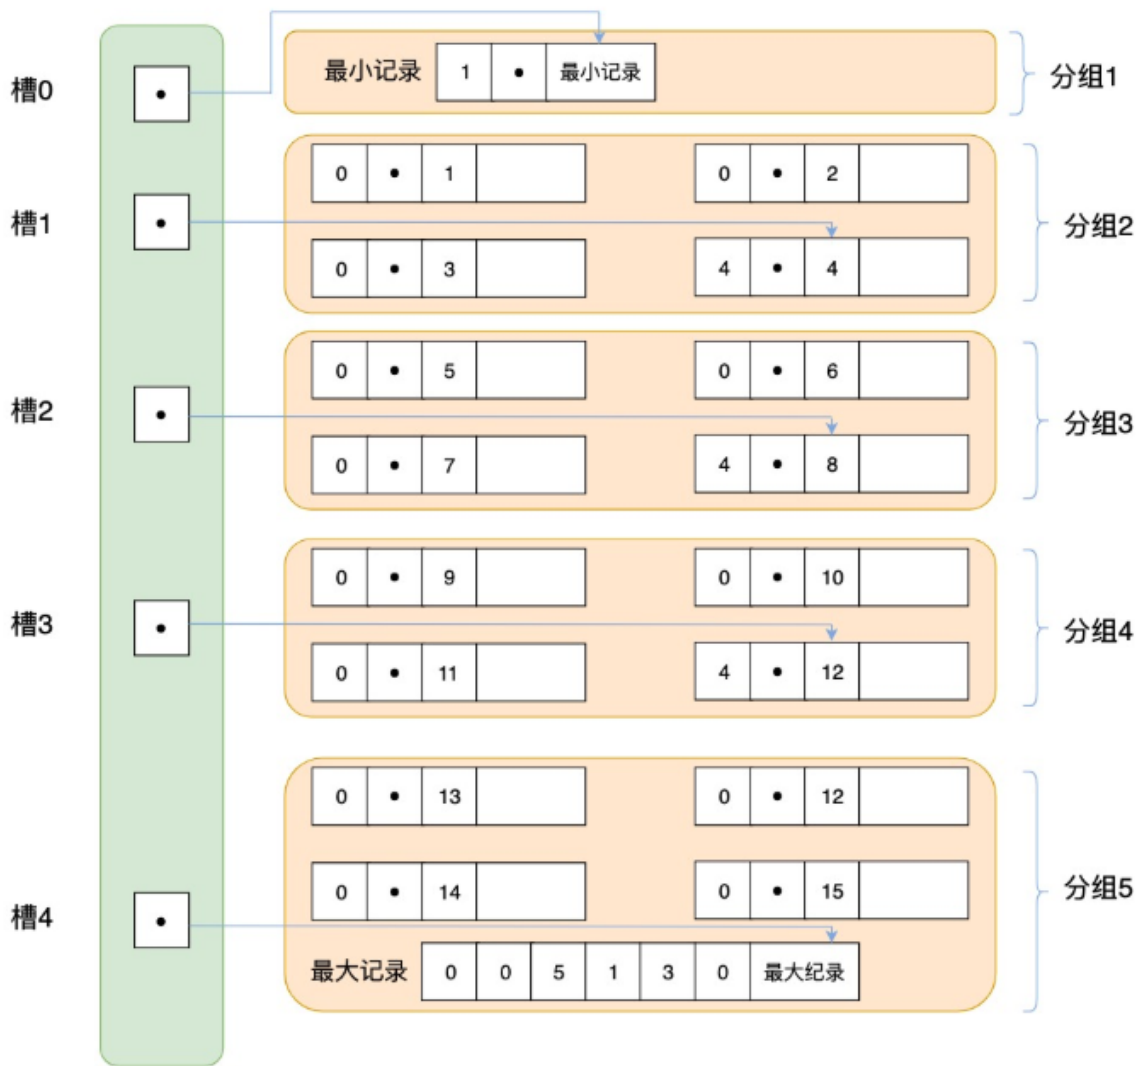 槽0
最小记录 1 • 最小记录
分组1
槽1
0 • 1
0 • 2
0 • 3
4 • 4
分组2
槽2
0 • 5
0 • 6
0 • 7
4 • 8
分组3
槽3
0 • 9
0 • 10
0 • 11
4 • 12
分组4
槽4
0 • 13
0 • 12
0 • 14
0 • 15
最大记录 0 0 5 1 3 0 最大纪录
分组5